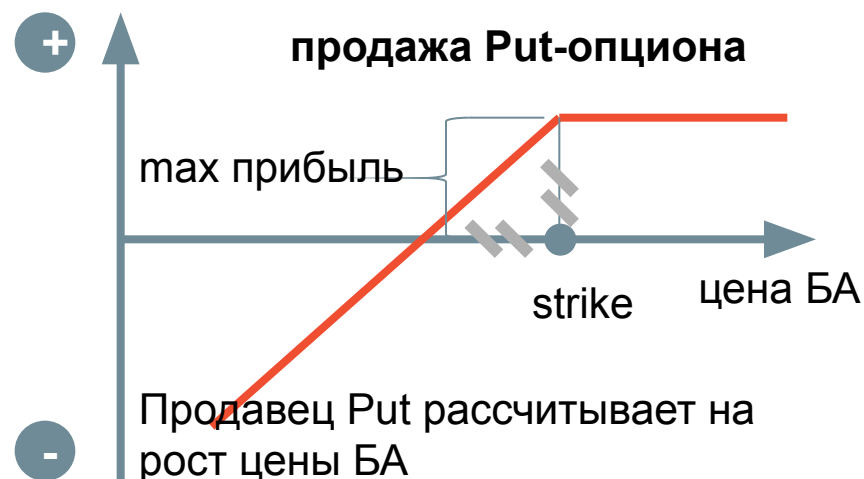 +
продажа Put-опциона
max прибыль
strike
цена БА
Продавец Put рассчитывает на
рост цены БА
-